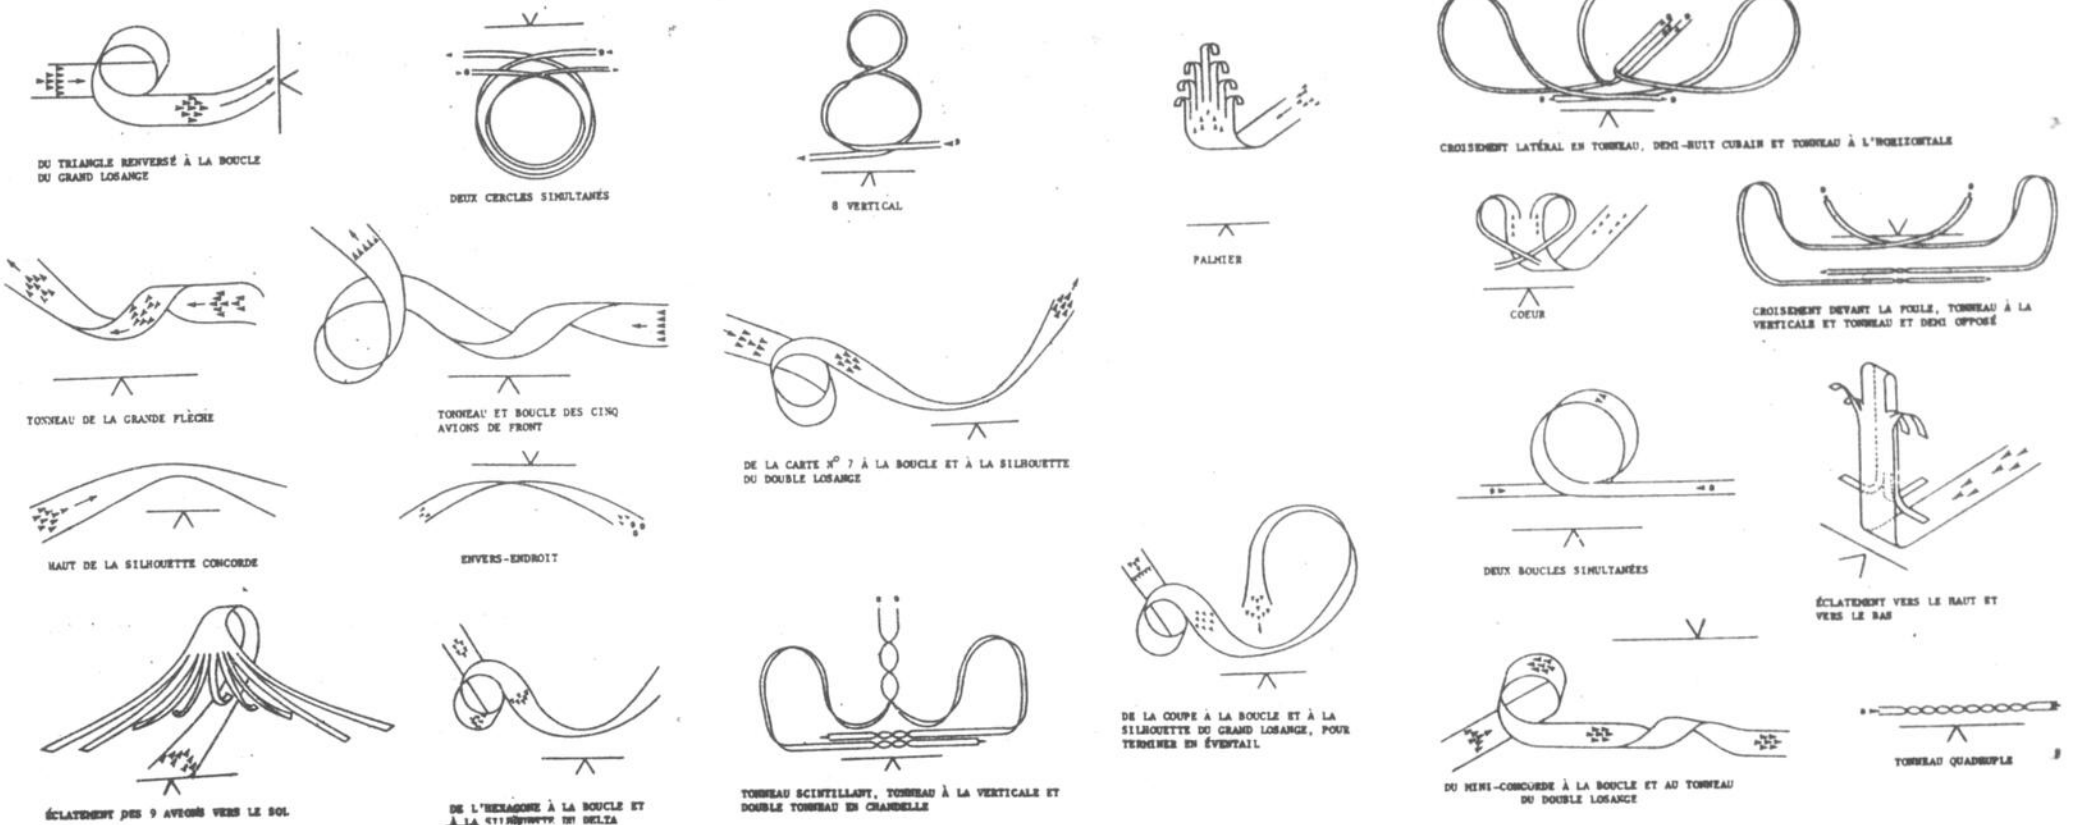 DU TRIANGLE RENVERSÉ À LA BOUCLE
DU GRAND LOSANGE
DEUX CERCLES SIMULTANÉS
8 VERTICAL
PALMIER
CROISEMENT LATÉRAL EN TONNEAU, DEMI-HUIT CUBAIN ET TONNEAU À L'HORIZONTALE
COEUR
CROISEMENT DEVANT LA FOULE, TONNEAU À LA
VERTICALE ET TONNEAU ET DEMI OPPOSÉ
TONNEAU DE LA GRANDE FLÈCHE
TONNEAU ET BOUCLE DES CINQ
AVIONS DE FRONT
DE LA CARTE Nº 7 À LA BOUCLE ET À LA SILHOUETTE
DU DOUBLE LOSANGE
HAUT DE LA SILHOUETTE CONCORDE
ENVERS-ENDROIT
DEUX BOUCLES SIMULTANÉES
ÉCLATEMENT VERS LE HAUT ET
VERS LE BAS
ÉCLATEMENT DES 9 AVIONS VERS LE SOL
DE L'HEXAGONE À LA BOUCLE ET
À LA SILHOUETTE DU DELTA
TONNEAU SCINTILLANT, TONNEAU À LA VERTICALE ET
DOUBLE TONNEAU EN CHANDELLE
DE LA COUPE À LA BOUCLE ET À LA
SILHOUETTE DU GRAND LOSANGE, POUR
TERMINER EN ÉVENTAIL
DU MINI-CONCORDE À LA BOUCLE ET AU TONNEAU
DU DOUBLE LOSANGE
TONNEAU QUADRUPLE